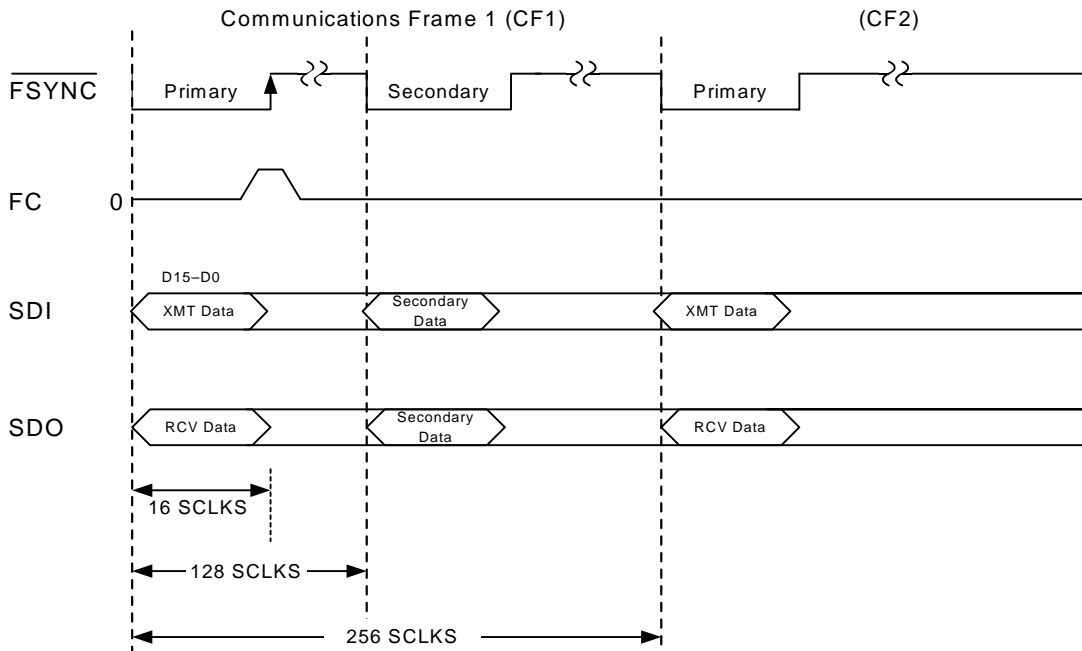 Communications Frame 1 (CF1) (CF2)
FSYNC Primary Secondary Primary
FC 0
D15–D0
SDI XMT Data Secondary Data XMT Data
SDO RCV Data Secondary Data RCV Data
16 SCLKS
128 SCLKS
256 SCLKS